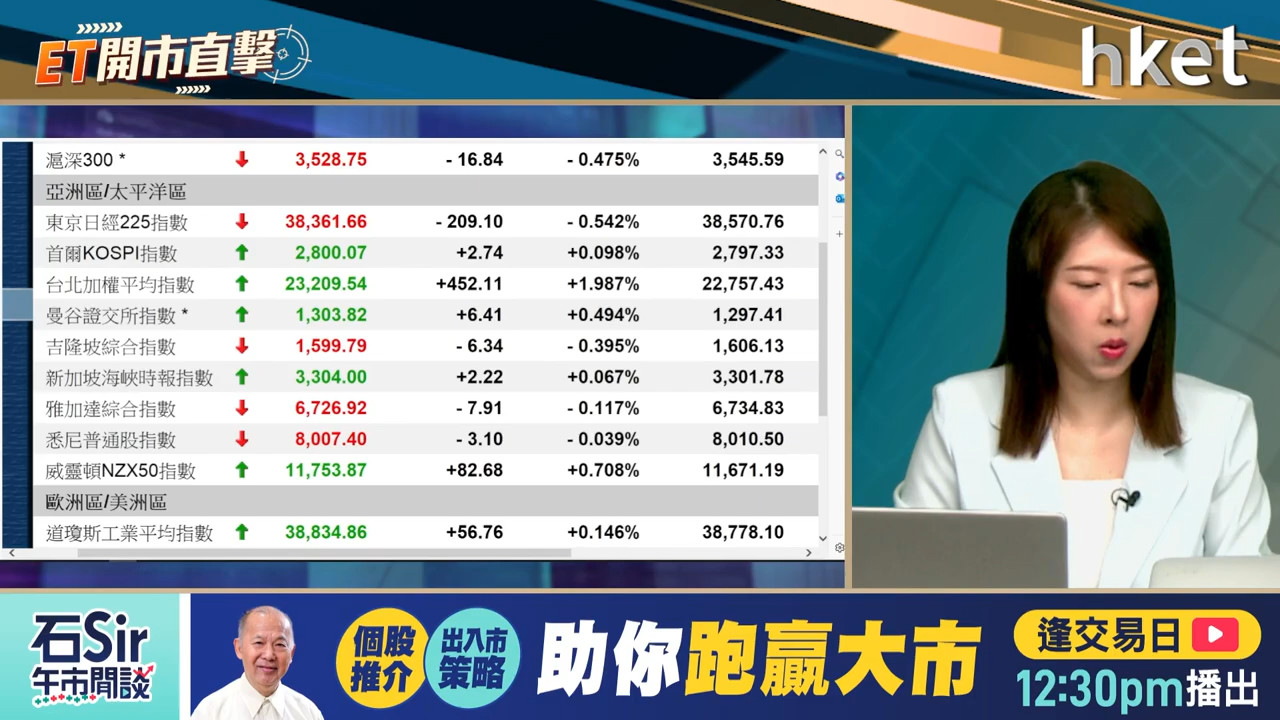 ET開市直擊
hket
滬深300 * 3,528.75 - 16.84 - 0.475% 3,545.59
亞洲區/太平洋區
東京日經225指數 38,361.66 - 209.10 - 0.542% 38,570.76
首爾KOSPI指數 2,800.07 +2.74 +0.098% 2,797.33
台北加權平均指數 23,209.54 +452.11 +1.987% 22,757.43
曼谷證交所指數 * 1,303.82 +6.41 +0.494% 1,297.41
吉隆坡綜合指數 1,599.79 - 6.34 - 0.395% 1,606.13
新加坡海峽時報指數 3,304.00 +2.22 +0.067% 3,301.78
雅加達綜合指數 6,726.92 - 7.91 - 0.117% 6,734.83
悉尼普通股指數 8,007.40 - 3.10 - 0.039% 8,010.50
威靈頓NZX50指數 11,753.87 +82.68 +0.708% 11,671.19
歐洲區/美洲區
道瓊斯工業平均指數 38,834.86 +56.76 +0.146% 38,778.10
石Sir
午市閒談
個股
推介
出入市
策略
助你跑贏大市
逢交易日
12:30pm播出